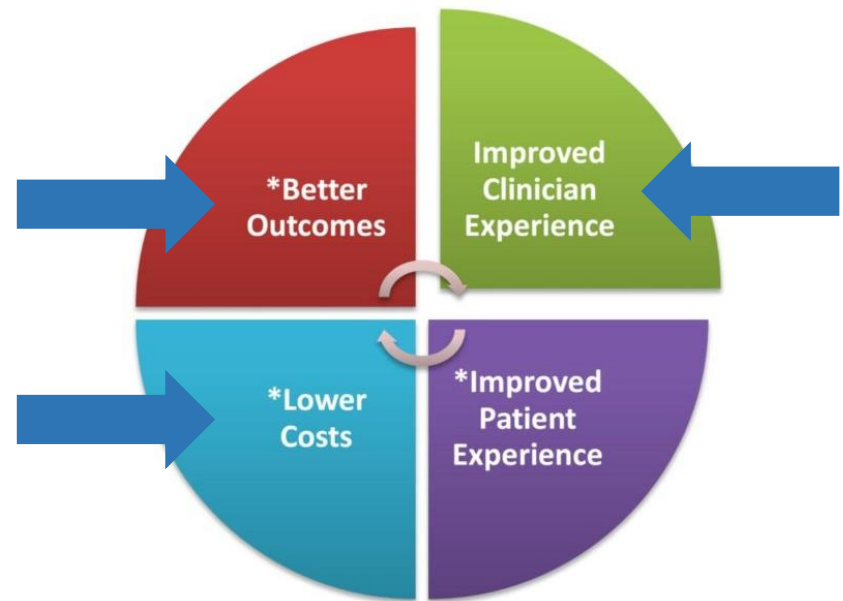 *Better
Outcomes
Improved
Clinician
Experience
*Lower
Costs
*Improved
Patient
Experience